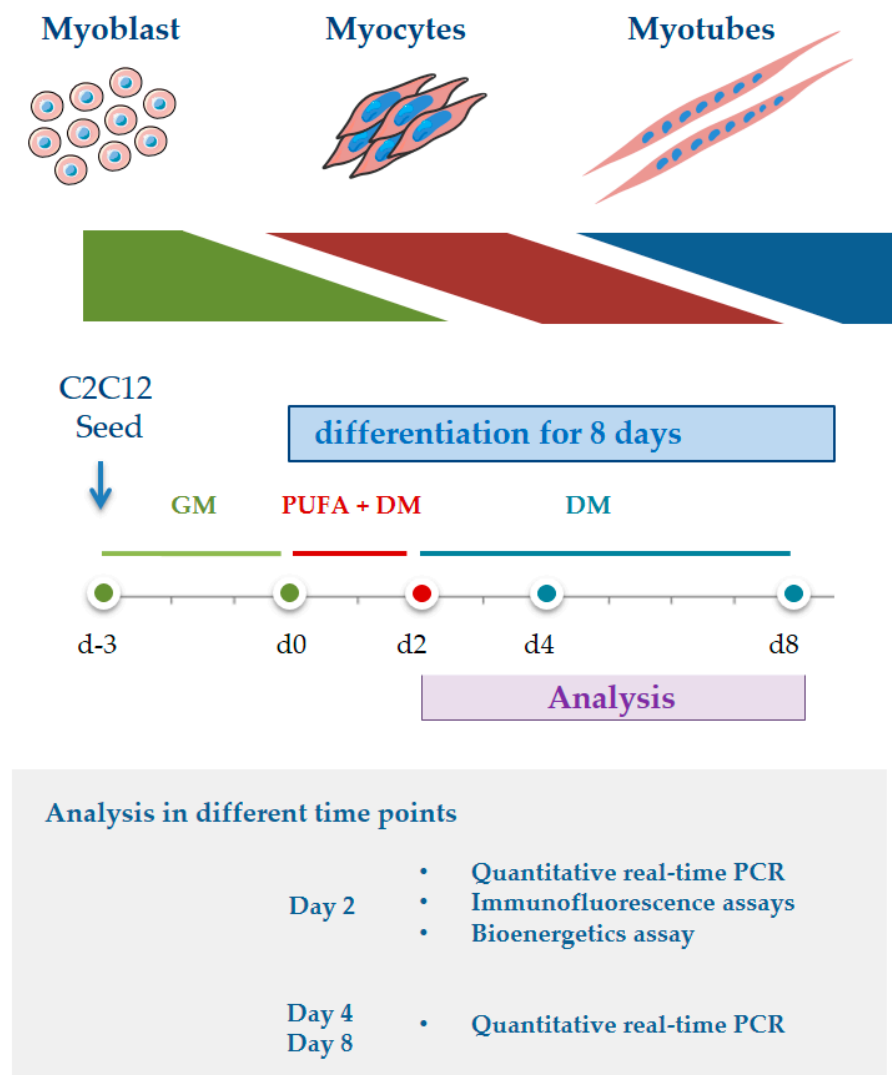 Myoblast Myocytes Myotubes
C2C12
Seed
differentiation for 8 days
GM PUFA + DM DM
d-3 d0 d2 d4 d8
Analysis
Analysis in different time points
• Quantitative real-time PCR
Day 2 • Immunofluorescence assays
• Bioenergetics assay
Day 4
• Quantitative real-time PCR
Day 8